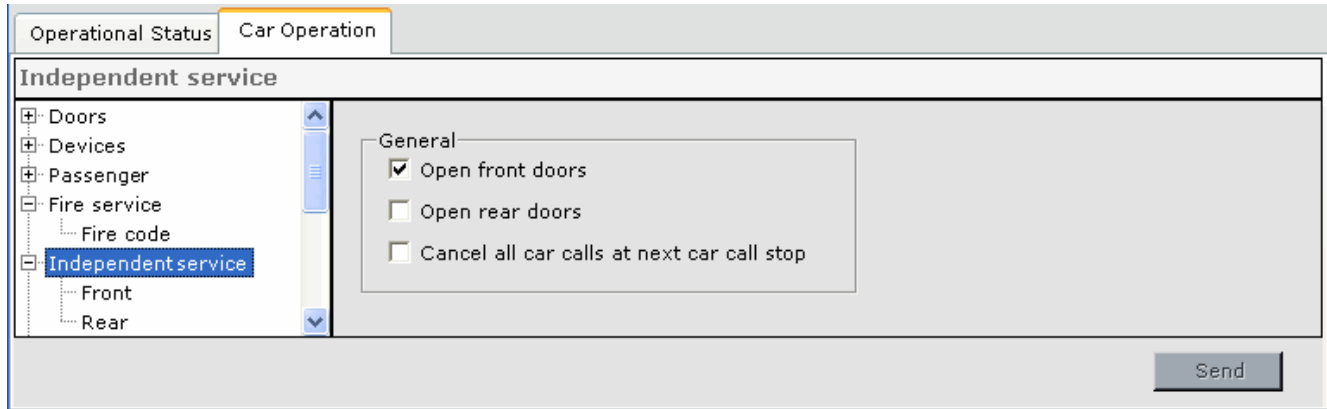 Operational Status
Car Operation
Independent service
Doors
Devices
Passenger
Fire service
Fire code
Independent service
Front
Rear
General
Open front doors
Open rear doors
Cancel all car calls at next car call stop
Send